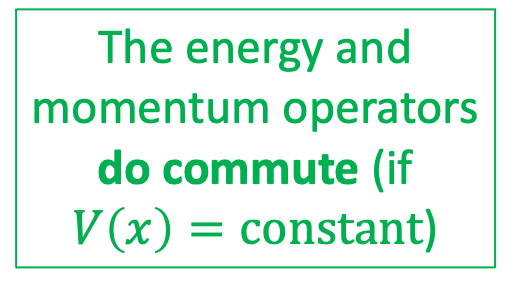 The energy and
momentum operators
do commute (if
V(x) = constant)